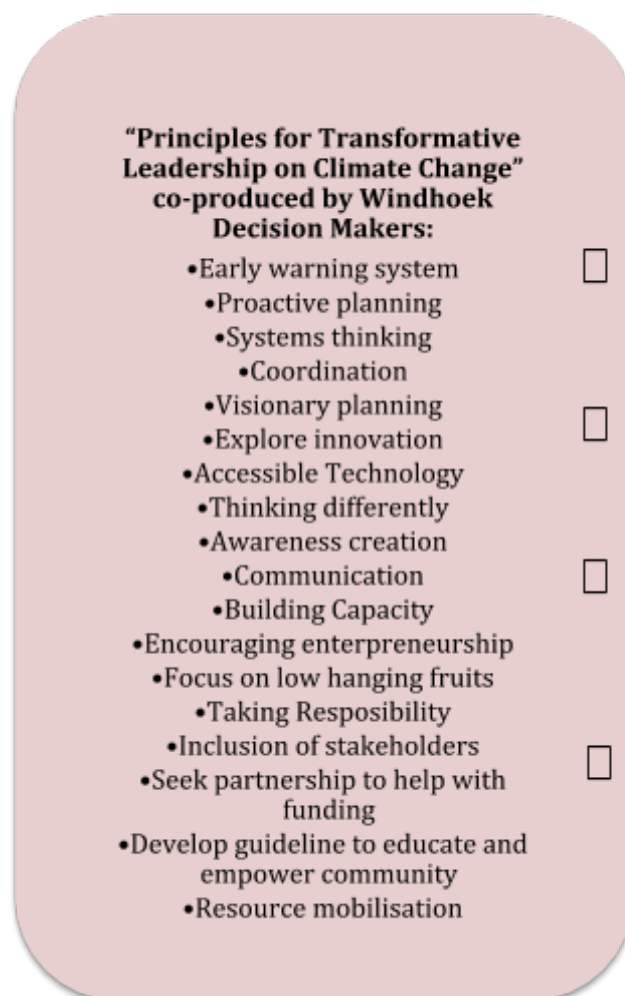 “Principles for Transformative
Leadership on Climate Change”
co-produced by Windhoek
Decision Makers:
•Early warning system
•Proactive planning
•Systems thinking
•Coordination
•Visionary planning
•Explore innovation
•Accessible Technology
•Thinking differently
•Awareness creation
•Communication
•Building Capacity
•Encouraging enterpreneurship
•Focus on low hanging fruits
•Taking Resposibility
•Inclusion of stakeholders
•Seek partnership to help with
funding
•Develop guideline to educate and
empower community
•Resource mobilisation